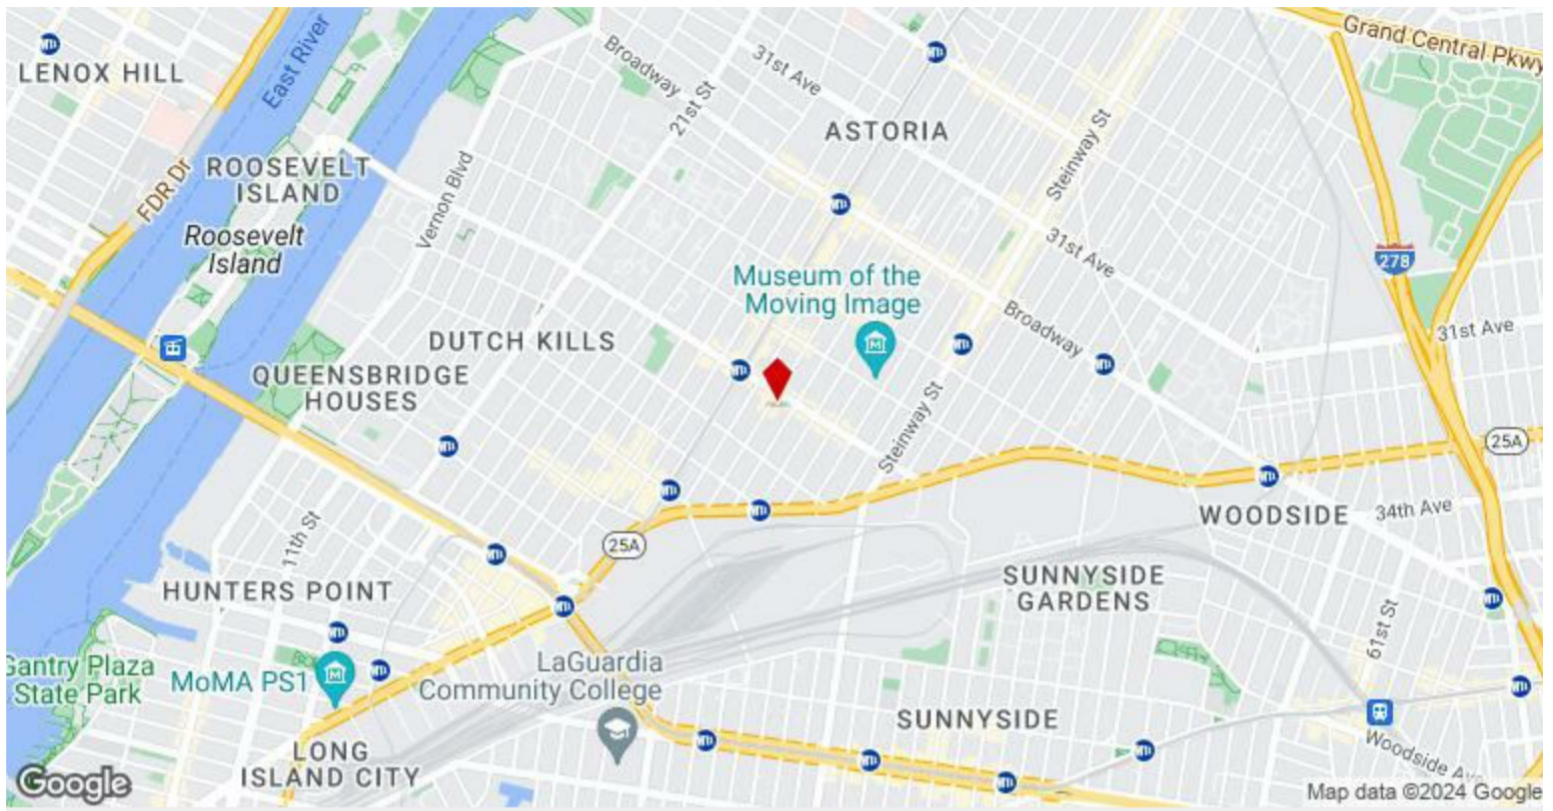 LENOX HILL
East River
FDR Dr
ROOSEVELT
ISLAND
Roosevelt
Island
Vernon Blvd
21st St
Broadway
31st Ave
ASTORIA
Steinway St
31st Ave
Grand Central Pkwy
278
31st Ave
Museum of the
Moving Image
Broadway
DUTCH KILLS
QUEENSBRIDGE
HOUSES
Steinway St
25A
WOODSIDE
34th Ave
11th St
25A
HUNTERS POINT
SUNNYSIDE
GARDENS
61st St
Gantry Plaza
State Park
MoMA PS1
LaGuardia
Community College
SUNNYSIDE
LONG
ISLAND CITY
Woodside Av
Google
Map data ©2024 Google